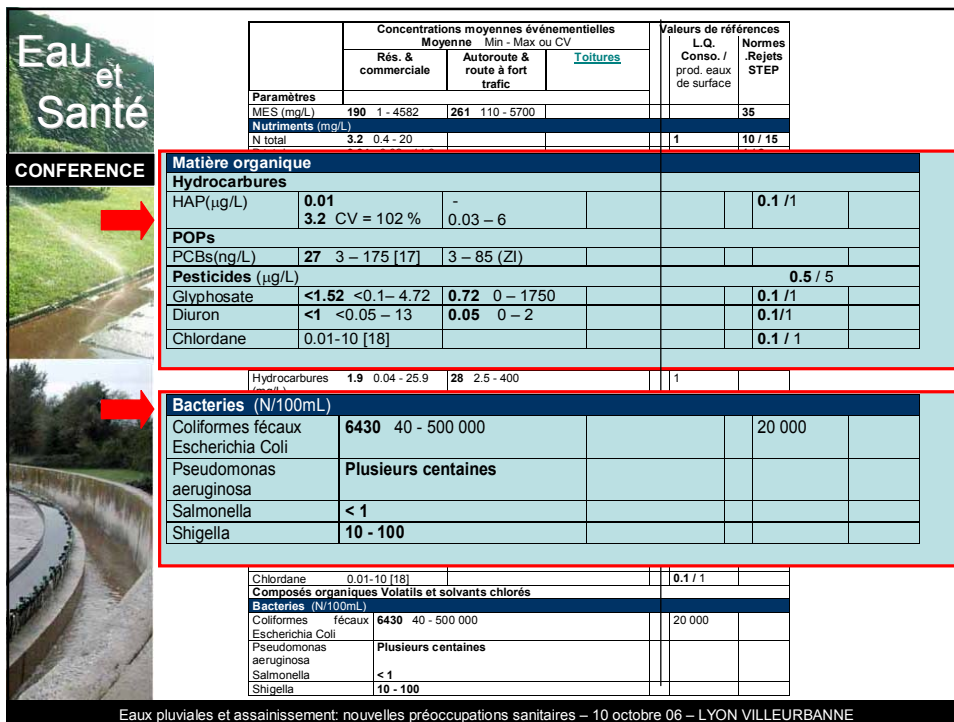 Eau
et
Santé
CONFERENCE
Concentrations moyennes événementielles
Moyenne Min - Max ou CV
Valeurs de références
Rés. &
commerciale
Autoroute &
route à fort
trafic
Toitures
L.Q.
Conso. /
prod. eaux
de surface
Normes
.Rejets
STEP
Paramètres
MES (mg/L) 190 1 - 4582 261 110 - 5700 35
Nutriments (mg/L)
N total 3.2 0.4 - 20 1 10 / 15
Matière organique
Hydrocarbures
HAP(µg/L) 0.01 - 0.1 /1
3.2 CV = 102 % 0.03 – 6
POPs
PCBs(ng/L) 27 3 – 175 [17] 3 – 85 (ZI)
Pesticides (µg/L) 0.5 / 5
Glyphosate <1.52 <0.1– 4.72 0.72 0 – 1750 0.1 /1
Diuron <1 <0.05 – 13 0.05 0 – 2 0.1/1
Chlordane 0.01-10 [18] 0.1 / 1
Hydrocarbures 1.9 0.04 - 25.9 28 2.5 - 400 1
Bacteries (N/100mL)
Coliformes fécaux 6430 40 - 500 000 20 000
Escherichia Coli
Pseudomonas Plusieurs centaines
aeruginosa
Salmonella < 1
Shigella 10 - 100
Chlordane 0.01-10 [18] 0.1 / 1
Composés organiques Volatils et solvants chlorés
Bacteries (N/100mL)
Coliformes fécaux 6430 40 - 500 000 20 000
Escherichia Coli
Pseudomonas Plusieurs centaines
aeruginosa
Salmonella < 1
Shigella 10 - 100
Eaux pluviales et assainissement: nouvelles préoccupations sanitaires – 10 octobre 06 – LYON VILLEURBANNE